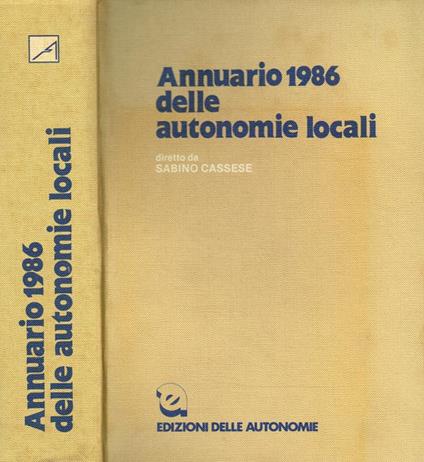 Annuario 1986
delle autonomie locali
Annuario 1986
delle
autonomie locali
diretto da
SABINO CASSESE
EDIZIONI DELLE AUTONOMIE